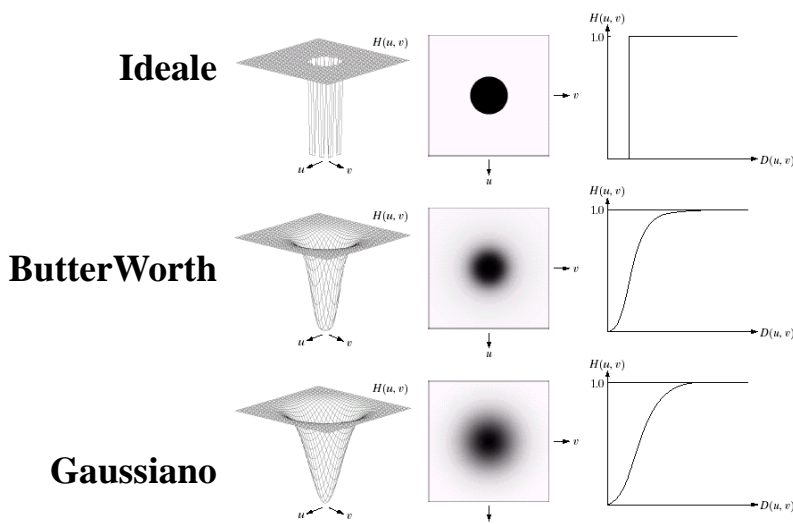 Ideale
H(u, v)
u
v
v
u
H(u, v)
1.0
D(u, v)
ButterWorth
H(u, v)
u
v
v
u
H(u, v)
1.0
D(u, v)
Gaussiano
H(u, v)
u
v
v
H(u, v)
1.0
D(u, v)